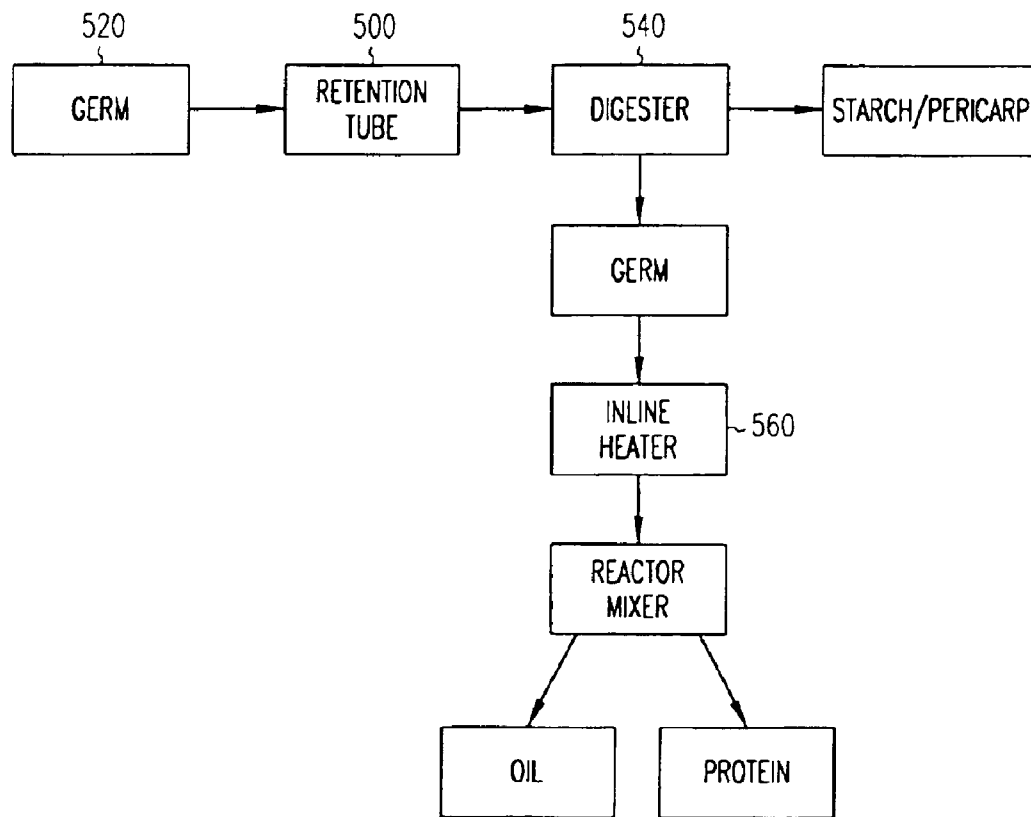 520
500
540
GERM
RETENTION
TUBE
DIGESTER
STARCH/PERICARP
GERM
INLINE
HEATER
560
REACTOR
MIXER
OIL
PROTEIN